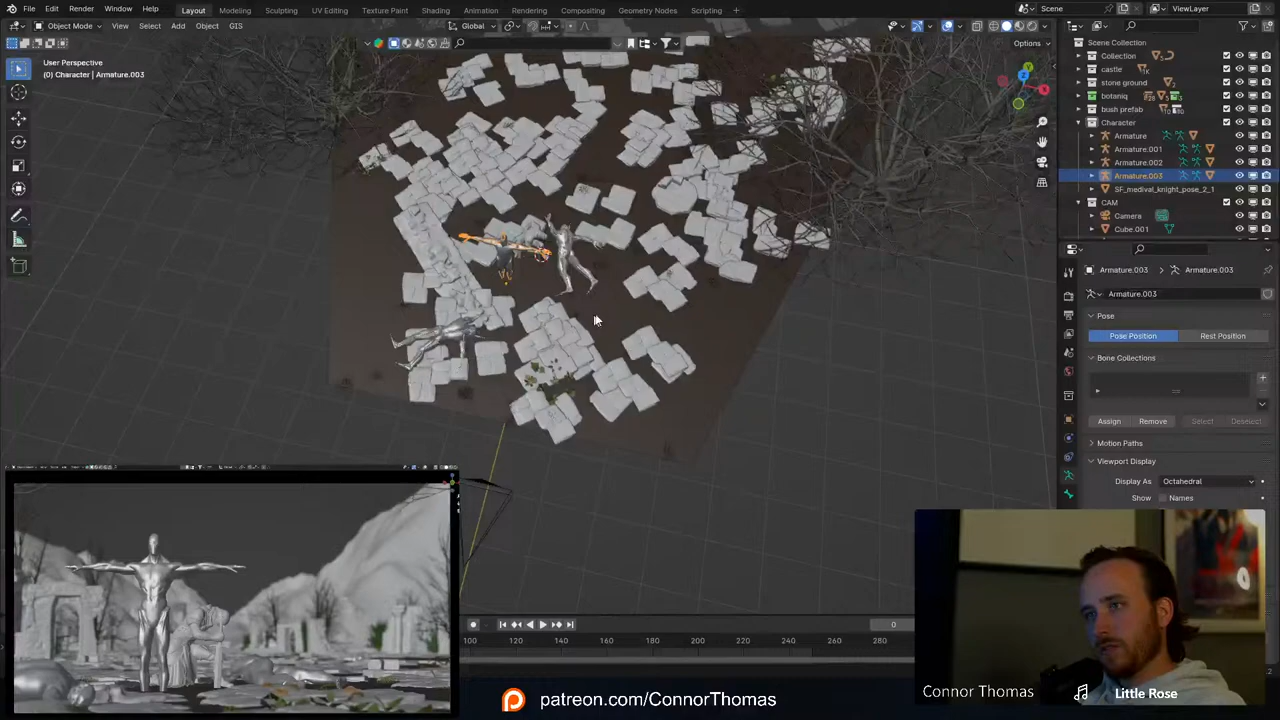 File Edit Render Window Help Layout Modeling Sculpting UV Editing Texture Paint Shading Animation Rendering Compositing Geometry Nodes Scripting + Scene ViewLayer
Object Mode View Select Add Object GIS Global
Options
User Perspective
(0) Character | Armature.003
Scene Collection
Collection
castle
stone ground
botaniq
bush prefab
Character
Armature
Armature.001
Armature.002
Armature.003
SF_medival_knight_pose_2_1
CAM
Camera
Cube.001
Armature.003 > Armature.003
Armature.003
Pose
Pose Position Rest Position
Bone Collections
Assign Remove Select Deselect
Motion Paths
Viewport Display
Display As Octahedral
Show Names
0
100 120 140 160 180 200 220 240 260 280
patreon.com/ConnorThomas
Connor Thomas Little Rose